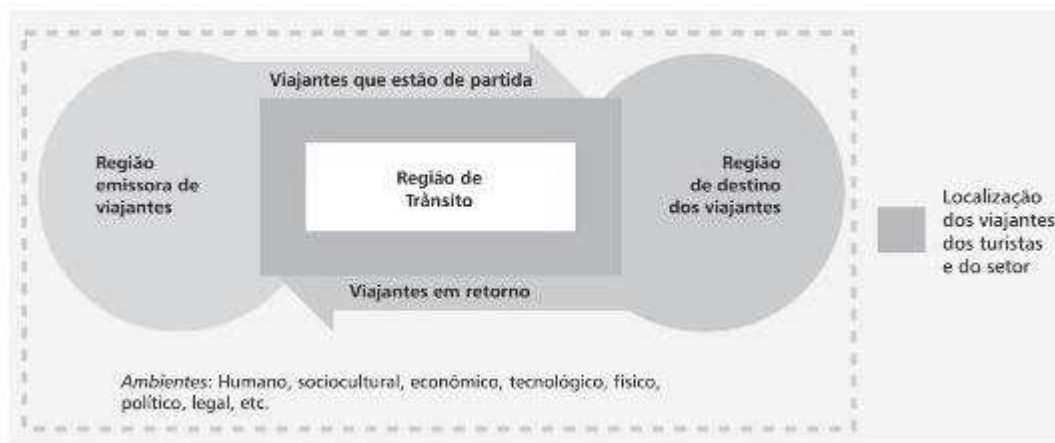 Viajantes que estão de partida
Região
emissora de
viajantes
Região de
Trânsito
Região
de destino
dos viajantes
Viajantes em retorno
Localização
dos viajantes
dos turistas
e do setor
Ambientes: Humano, sociocultural, econômico, tecnológico, físico,
político, legal, etc.